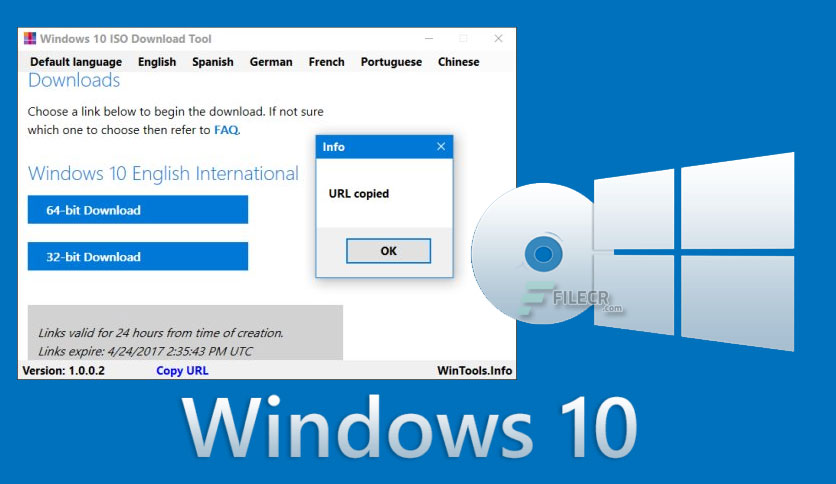 Windows 10 ISO Download Tool
Default language English Spanish German French Portuguese Chinese
Downloads
Choose a link below to begin the download. If not sure
which one to choose then refer to FAQ.
Windows 10 English International
64-bit Download
32-bit Download
Info
URL copied
OK
Links valid for 24 hours from time of creation.
Links expire: 4/24/2017 2:35:43 PM UTC
Version: 1.0.0.2 Copy URL WinTools.Info
FILECR
.com
Windows 10